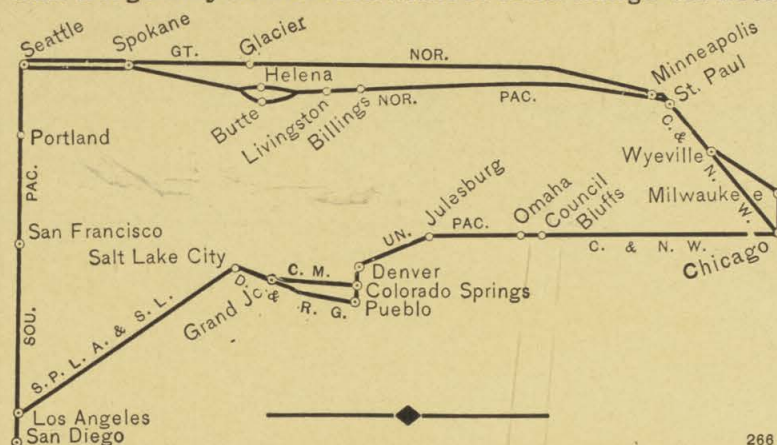 Seattle
Spokane
GT.
Glacier
NOR.
Minneapolis
St. Paul
Helena
Butte
Livingston
Billings
NOR.
PAC.
C. & N. W.
Portland
Wyeville
Milwaukee
PAC.
Julesburg
Omaha
Council
Bluffs
San Francisco
UN.
PAC.
C. & N. W.
Chicago
Salt Lake City
Denver
C. M.
Colorado Springs
Grand Jc.
D. & R. G.
Pueblo
SOU.
S. P. L. A. & S. L.
Los Angeles
San Diego
266